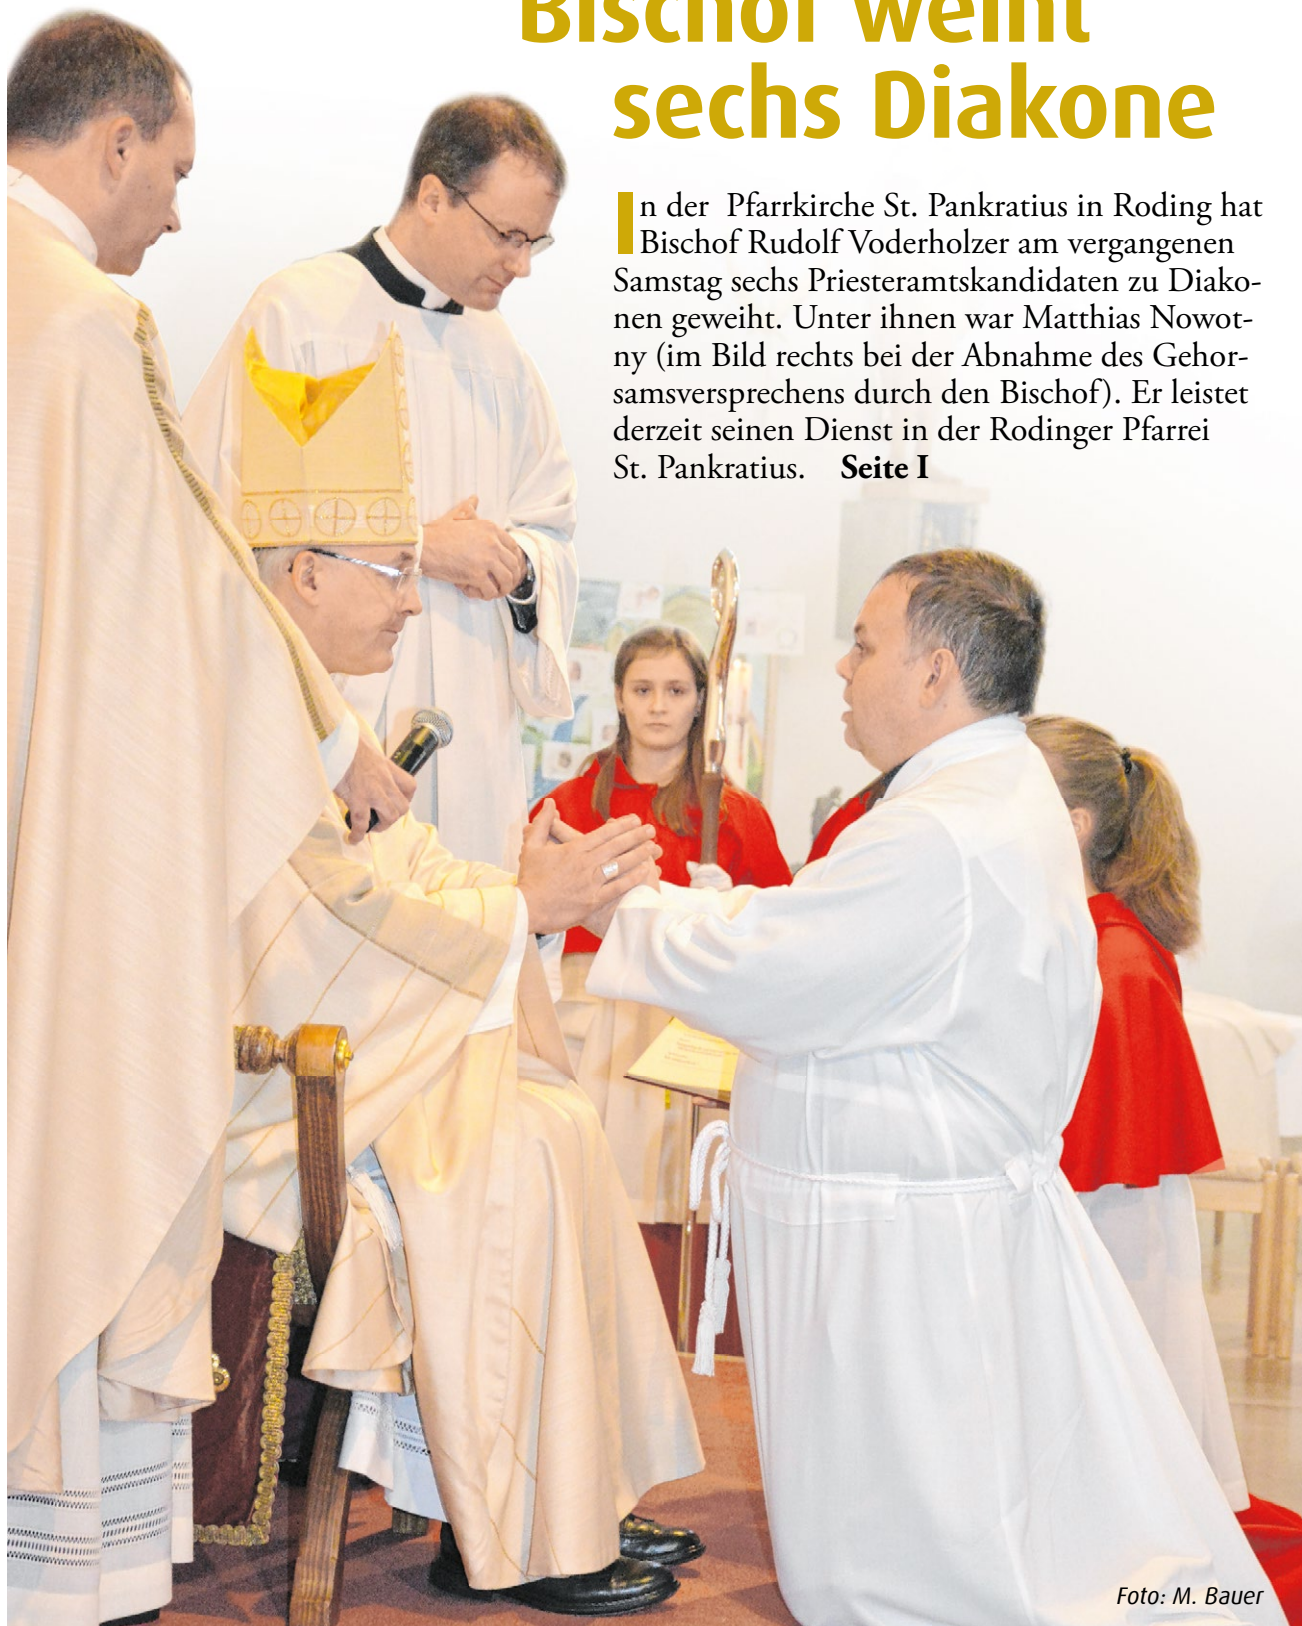 Bischof weiht
sechs Diakone
In der Pfarrkirche St. Pankratius in Roding hat
Bischof Rudolf Voderholzer am vergangenen
Samstag sechs Priesteramtskandidaten zu Diako-
nen geweiht. Unter ihnen war Matthias Nowot-
ny (im Bild rechts bei der Abnahme des Gehor-
samsversprechens durch den Bischof). Er leistet
derzeit seinen Dienst in der Rodinger Pfarrei
St. Pankratius. Seite I
Foto: M. Bauer